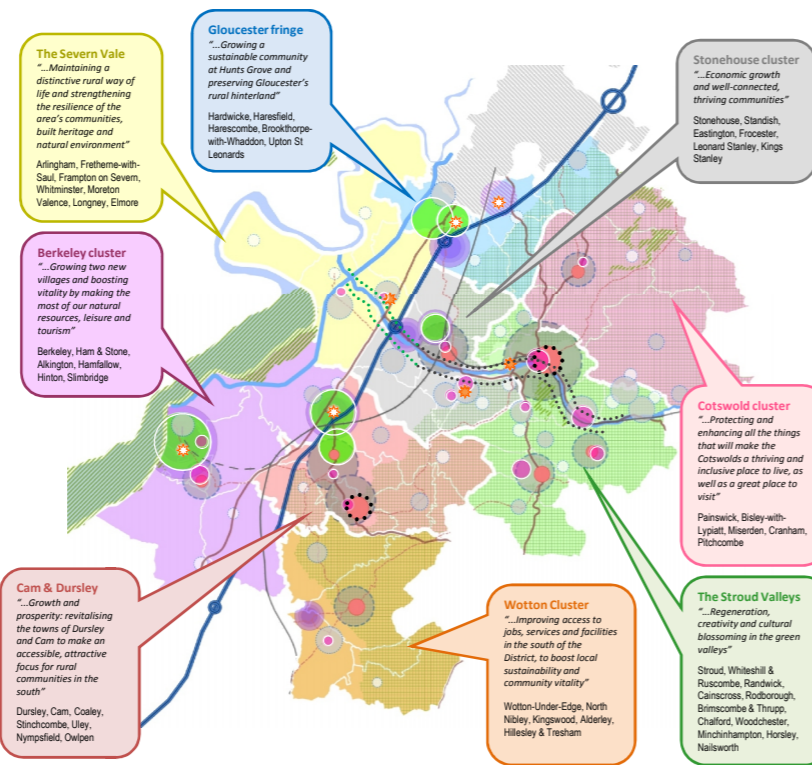 Gloucester fringe
"...Growing a
sustainable community
at Hunts Grove and
preserving Gloucester's
rural hinterland"
Hardwicke, Haresfield,
Harescombe, Brookthorpe-
with-Whaddon, Upton St
Leonards
The Severn Vale
"...Maintaining a
distinctive rural way of
life and strengthening
the resilience of the
area's communities,
built heritage and
natural environment"
Arlingham, Fretherne-with-
Saul, Frampton on Severn,
Whitminster, Moreton
Valence, Longney, Elmore
Stonehouse cluster
"...Economic growth
and well-connected,
thriving communities"
Stonehouse, Standish,
Eastington, Frocester,
Leonard Stanley, Kings
Stanley
Berkeley cluster
"...Growing two new
villages and boosting
vitality by making the
most of our natural
resources, leisure and
tourism"
Berkeley, Ham & Stone,
Alkington, Hamfallow,
Hinton, Slimbridge
Cotswold cluster
"...Protecting and
enhancing all the things
that will make the
Cotswolds a thriving and
inclusive place to live, as
well as a great place to
visit"
Painswick, Bisley-with-
Lypiatt, Miserden, Cranham,
Pitchcombe
Cam & Dursley
"...Growth and
prosperity: revitalising
the towns of Dursley
and Cam to make an
accessible, attractive
focus for rural
communities in the
south"
Dursley, Cam, Coaley,
Stinchcombe, Uley,
Nympsfield, Owlpen
Wotton Cluster
"...Improving access to
jobs, services and facilities
in the south of the
District, to boost local
sustainability and
community vitality"
Wotton-Under-Edge, North
Nibley, Kingswood, Alderley,
Hillesley & Tresham
The Stroud Valleys
"...Regeneration,
creativity and cultural
blossoming in the green
valleys"
Stroud, Whiteshill &
Ruscombe, Randwick,
Cainscross, Rodborough,
Brimscombe & Thrupp,
Chalford, Woodchester,
Minchinhampton, Horsley,
Nailsworth